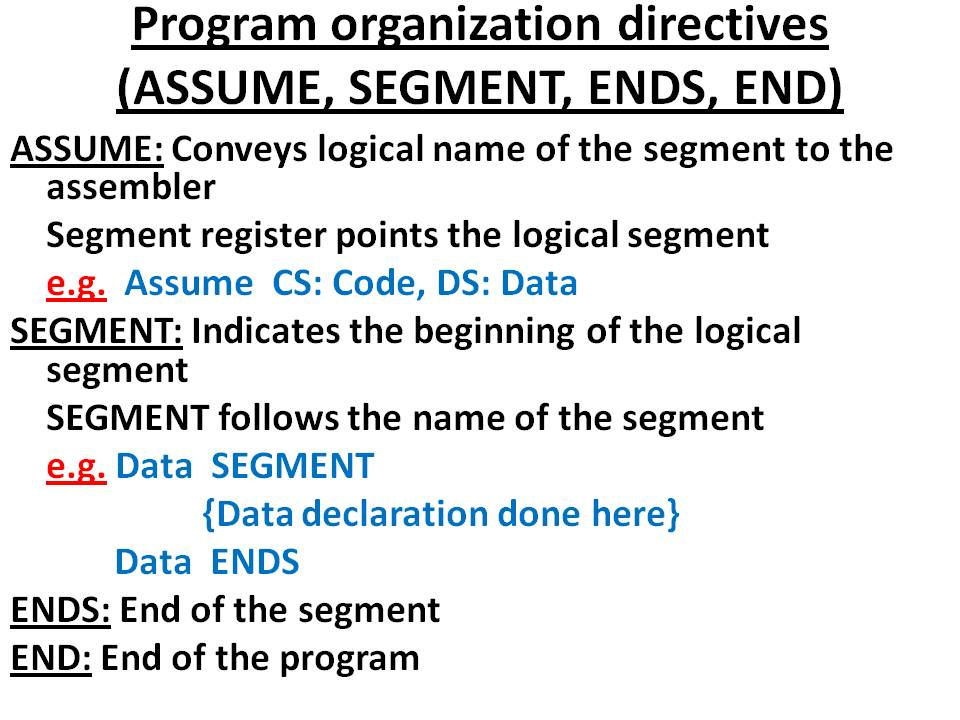 Program organization directives
(ASSUME, SEGMENT, ENDS, END)
ASSUME: Conveys logical name of the segment to the
assembler
Segment register points the logical segment
e.g. Assume CS: Code, DS: Data
SEGMENT: Indicates the beginning of the logical
segment
SEGMENT follows the name of the segment
e.g. Data SEGMENT
{Data declaration done here}
Data ENDS
ENDS: End of the segment
END: End of the program